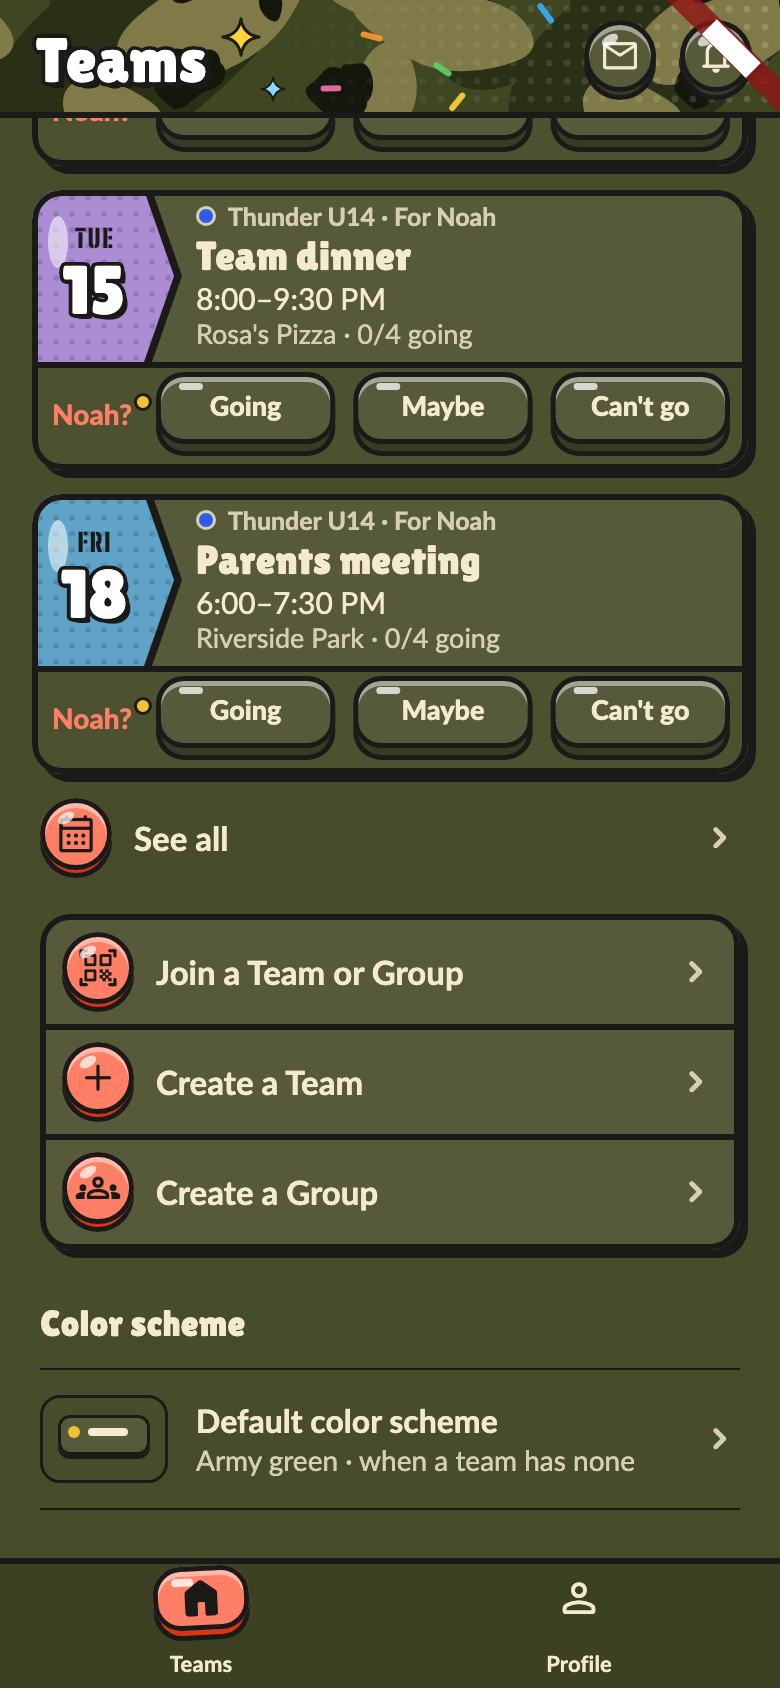 Teams
Noah?
TUE
15
Thunder U14 · For Noah
Team dinner
8:00–9:30 PM
Rosa's Pizza · 0/4 going
Noah?
Going
Maybe
Can't go
FRI
18
Thunder U14 · For Noah
Parents meeting
6:00–7:30 PM
Riverside Park · 0/4 going
Noah?
Going
Maybe
Can't go
See all
Join a Team or Group
Create a Team
Create a Group
Color scheme
Default color scheme
Army green · when a team has none
Teams
Profile